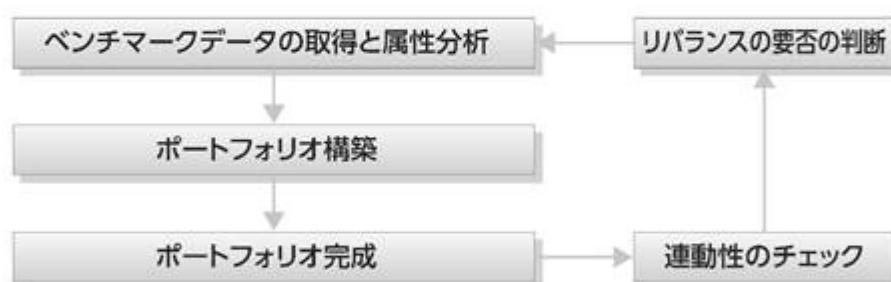 ベンチマークデータの取得と属性分析
リバランスの要否の判断
ポートフォリオ構築
ポートフォリオ完成
連動性のチェック